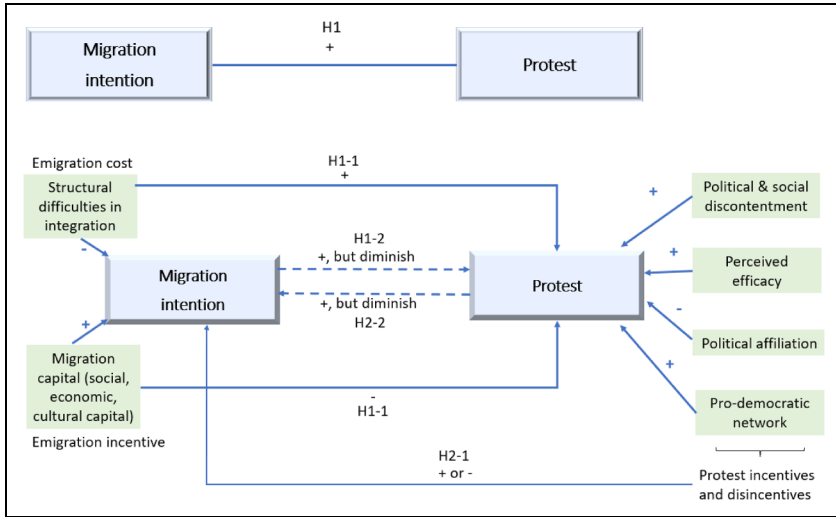 H1
+
Migration
intention
Protest
Emigration cost
Structural
difficulties in
integration
H1-1
+
-
H1-2
+, but diminish
+, but diminish
H2-2
Migration
intention
Protest
+
Migration
capital (social,
economic,
cultural capital)
Emigration incentive
-
H1-1
H2-1
+ or -
+
Political & social
discontentment
+
Perceived
efficacy
-
Political affiliation
+
Pro-democratic
network
Protest incentives
and disincentives